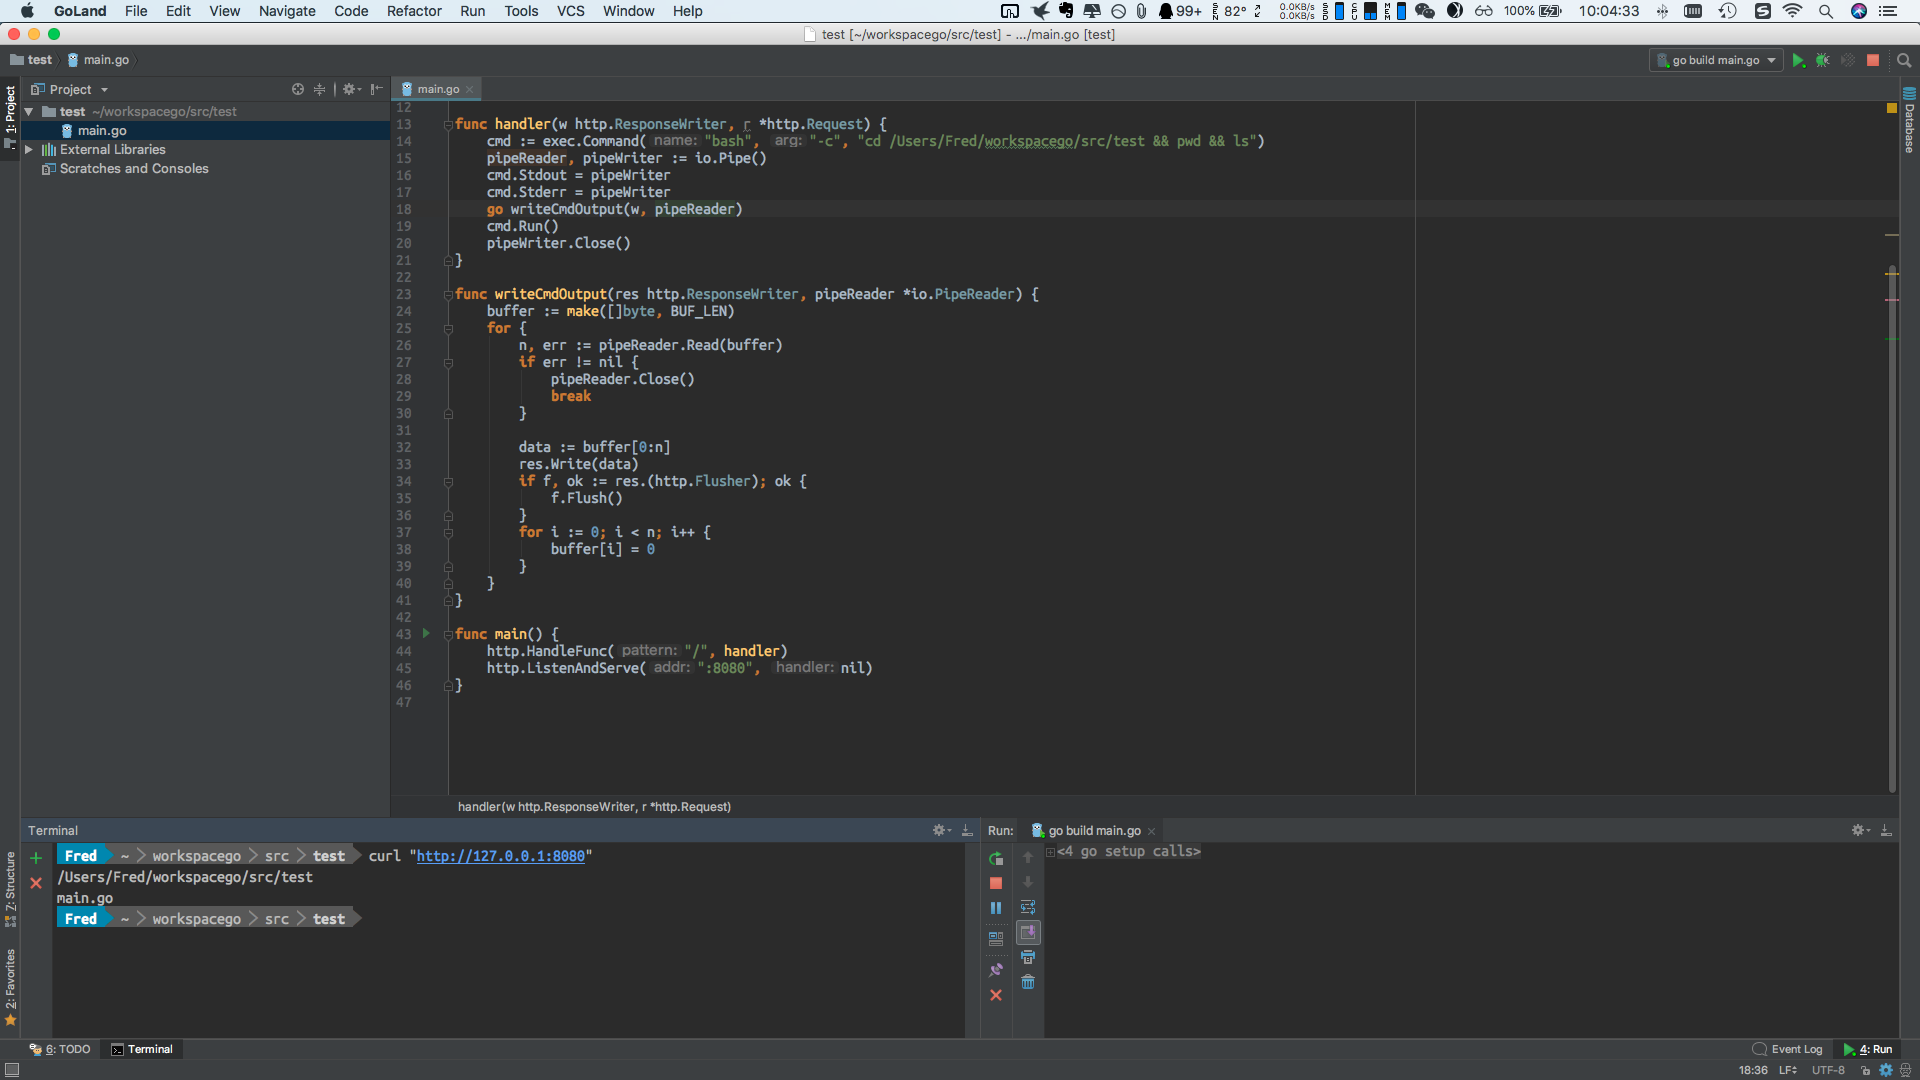 GoLand File Edit View Navigate Code Refactor Run Tools VCS Window Help 99+ SEN 82° 0.0KB/s 0.0KB/s SSD CPU MEM 100% 10:04:33
test [~/workspacego/src/test] - .../main.go [test]
test main.go go build main.go
Project main.go
1: Project
test ~/workspacego/src/test
main.go
External Libraries
Scratches and Consoles
Database
12
13 func handler(w http.ResponseWriter, r *http.Request) {
14 cmd := exec.Command( name: "bash", arg: "-c", "cd /Users/Fred/workspacego/src/test && pwd && ls")
15 pipeReader, pipeWriter := io.Pipe()
16 cmd.Stdout = pipeWriter
17 cmd.Stderr = pipeWriter
18 go writeCmdOutput(w, pipeReader)
19 cmd.Run()
20 pipeWriter.Close()
21 }
22
23 func writeCmdOutput(res http.ResponseWriter, pipeReader *io.PipeReader) {
24 buffer := make([]byte, BUF_LEN)
25 for {
26 n, err := pipeReader.Read(buffer)
27 if err != nil {
28 pipeReader.Close()
29 break
30 }
31
32 data := buffer[0:n]
33 res.Write(data)
34 if f, ok := res.(http.Flusher); ok {
35 f.Flush()
36 }
37 for i := 0; i < n; i++ {
38 buffer[i] = 0
39 }
40 }
41 }
42
43 func main() {
44 http.HandleFunc( pattern: "/", handler)
45 http.ListenAndServe( addr: ":8080", handler: nil)
46 }
47
handler(w http.ResponseWriter, r *http.Request)
Terminal
Fred ~ workspacego src test curl "http://127.0.0.1:8080"
/Users/Fred/workspacego/src/test
main.go
Fred ~ workspacego src test
Run: go build main.go
<4 go setup calls>
7: Structure
2: Favorites
6: TODO Terminal Event Log 4: Run
18:36 LF UTF-8